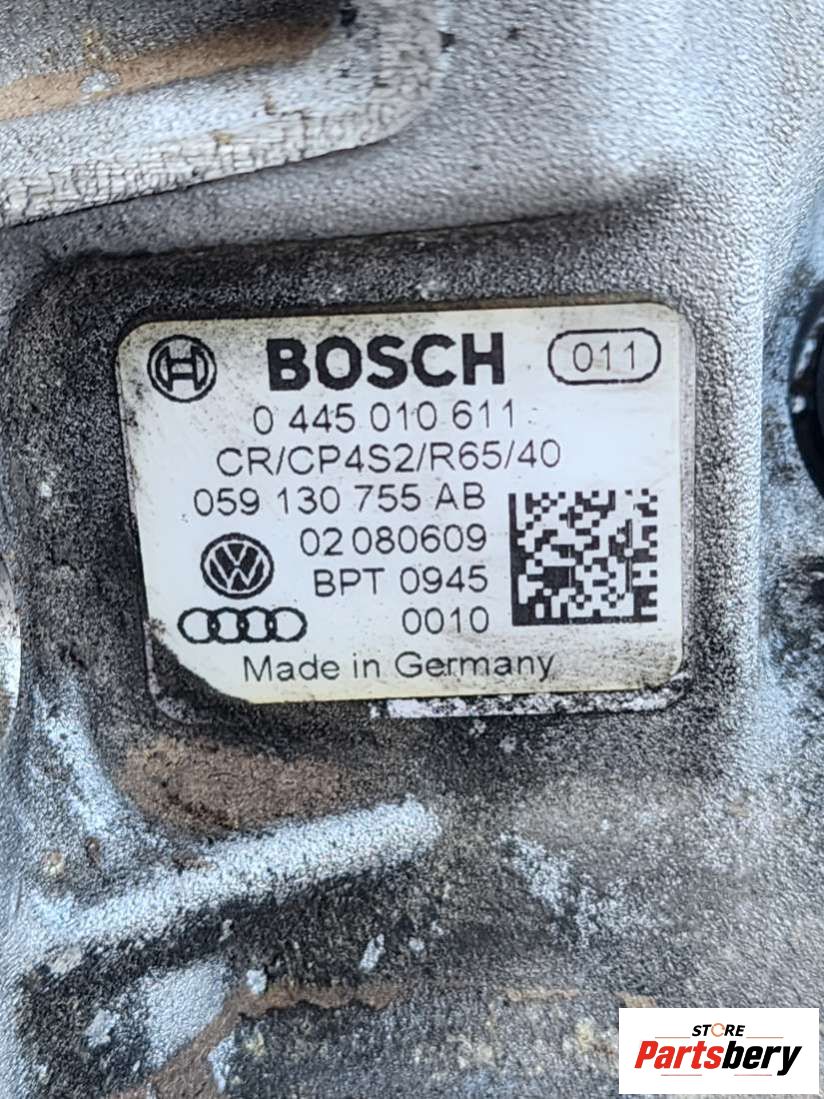 BOSCH 011
0 445 010 611
CR/CP4S2/R65/40
059 130 755 AB
02 080609
BPT 0945
0010
Made in Germany
STORE
Partsbery